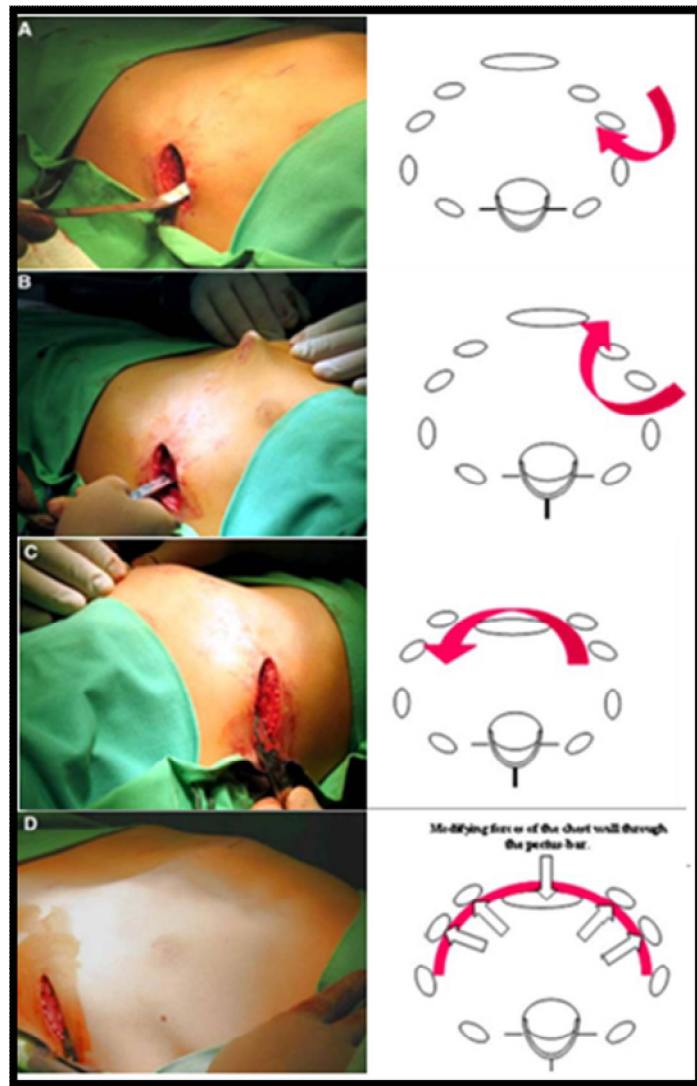 A
B
C
D
Modifying forces of the chest wall through
the pectus-bar.